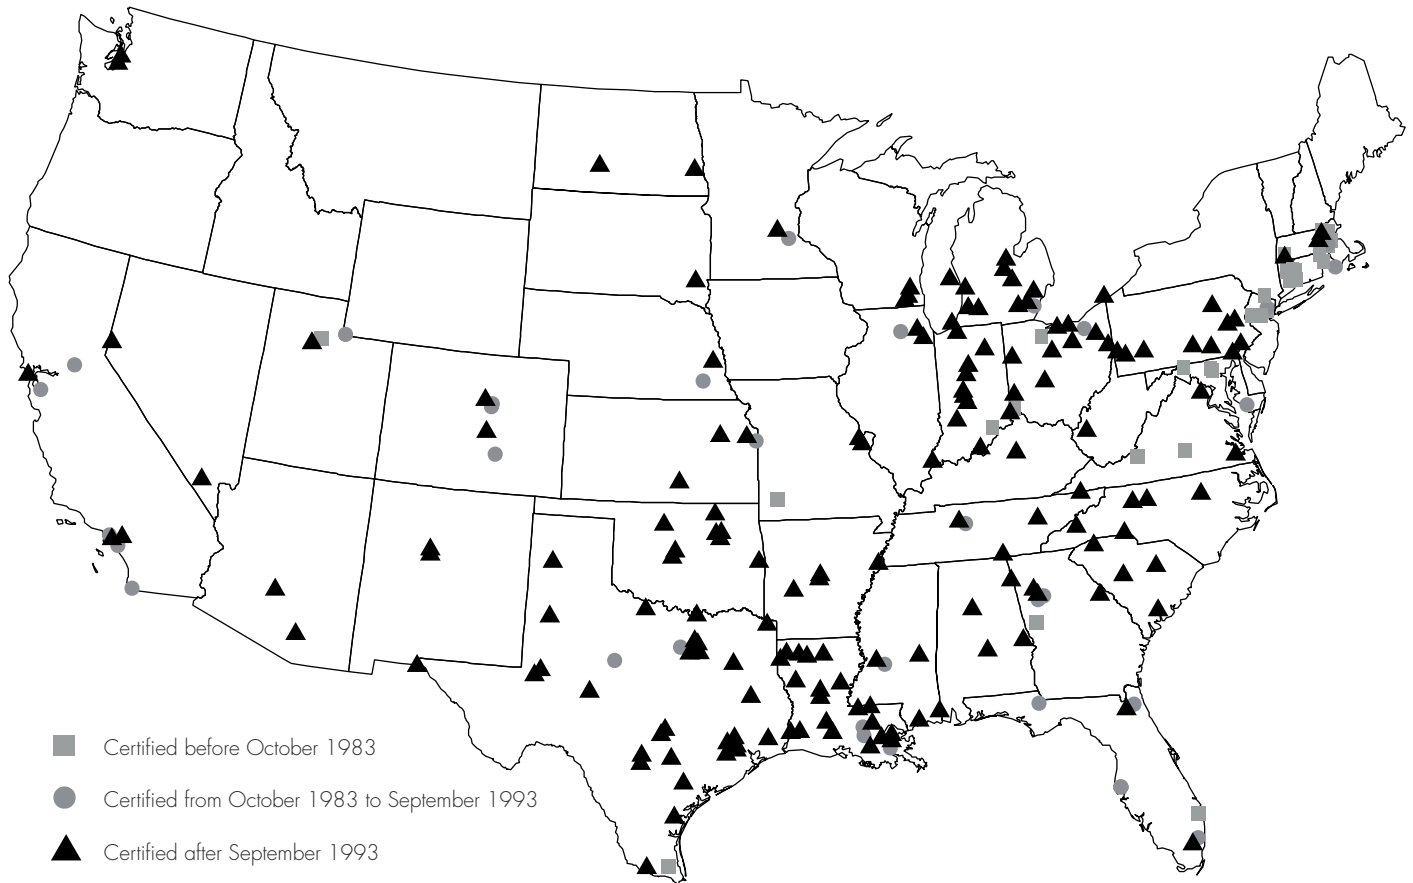 Certified before October 1983
Certified from October 1983 to September 1993
Certified after September 1993